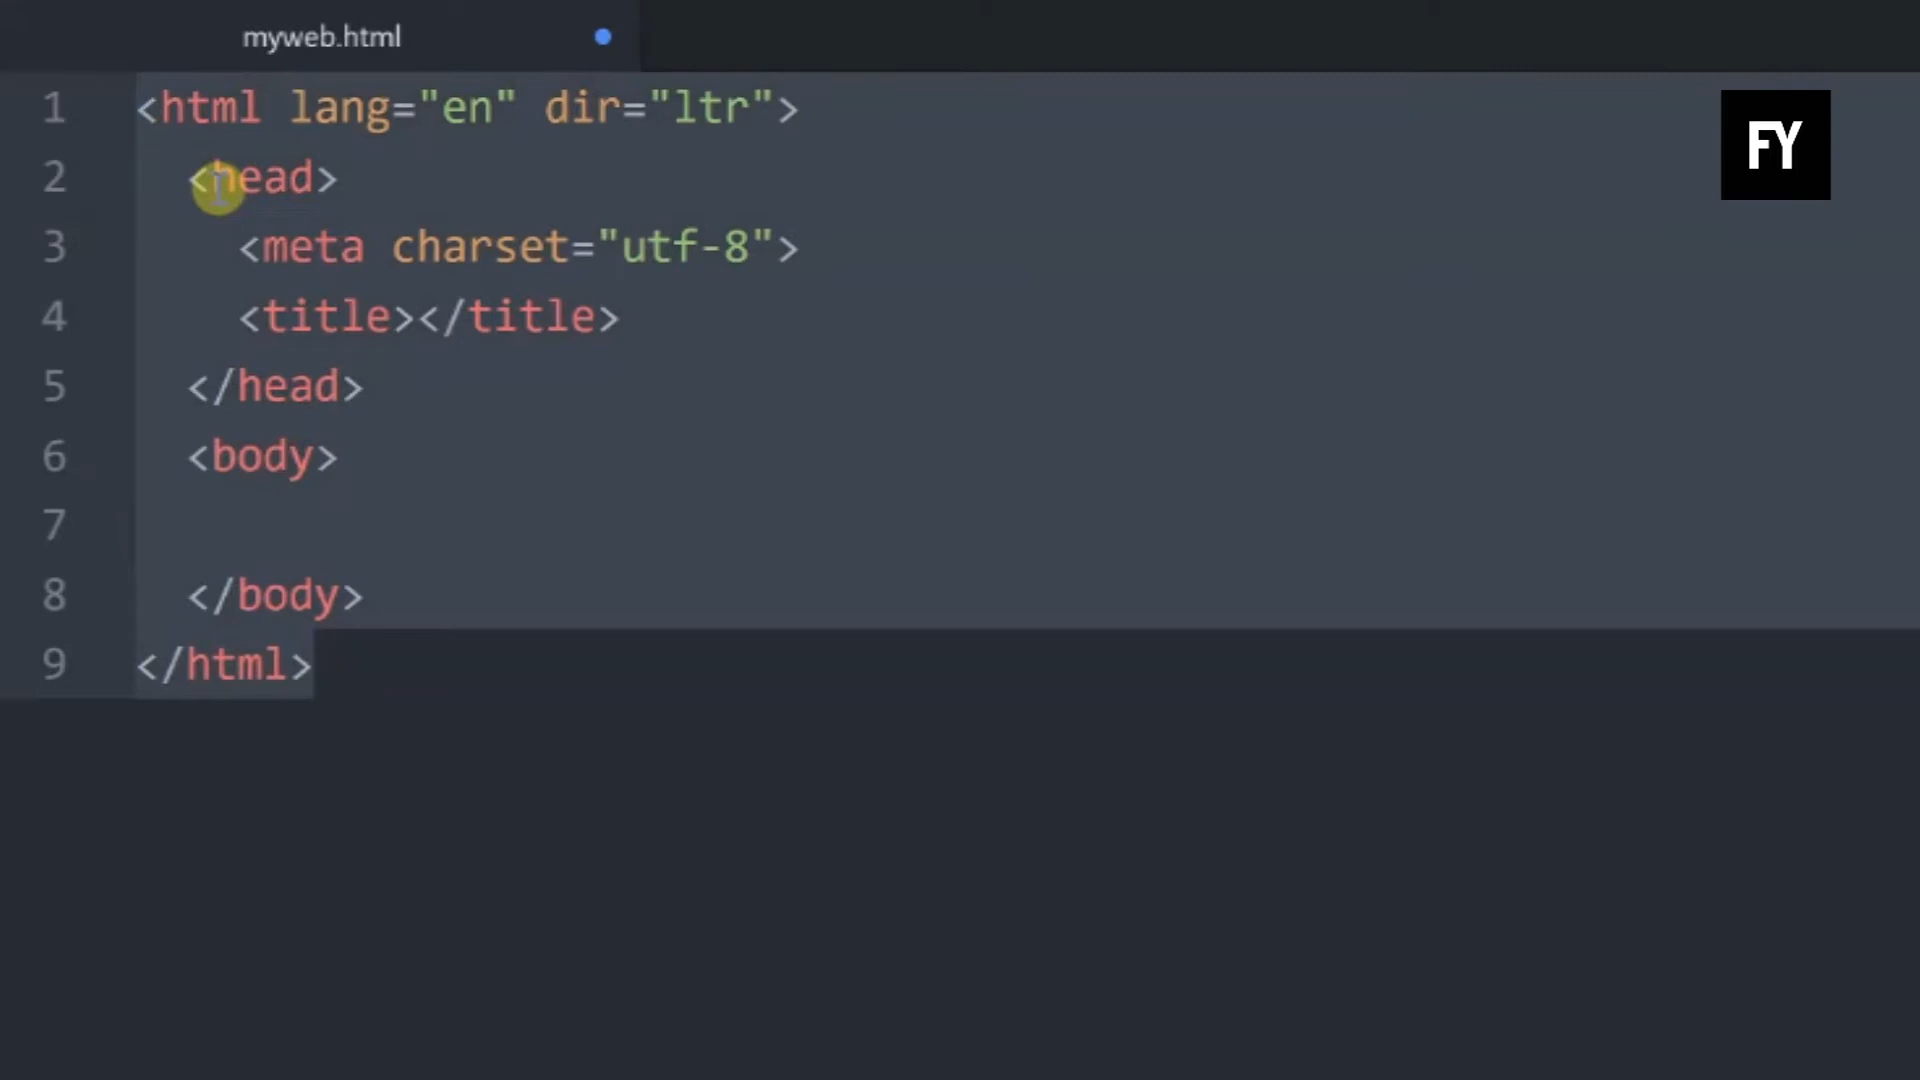 myweb.html
FY
1 <html lang="en" dir="ltr">
2 <head>
3 <meta charset="utf-8">
4 <title></title>
5 </head>
6 <body>
7
8 </body>
9 </html>